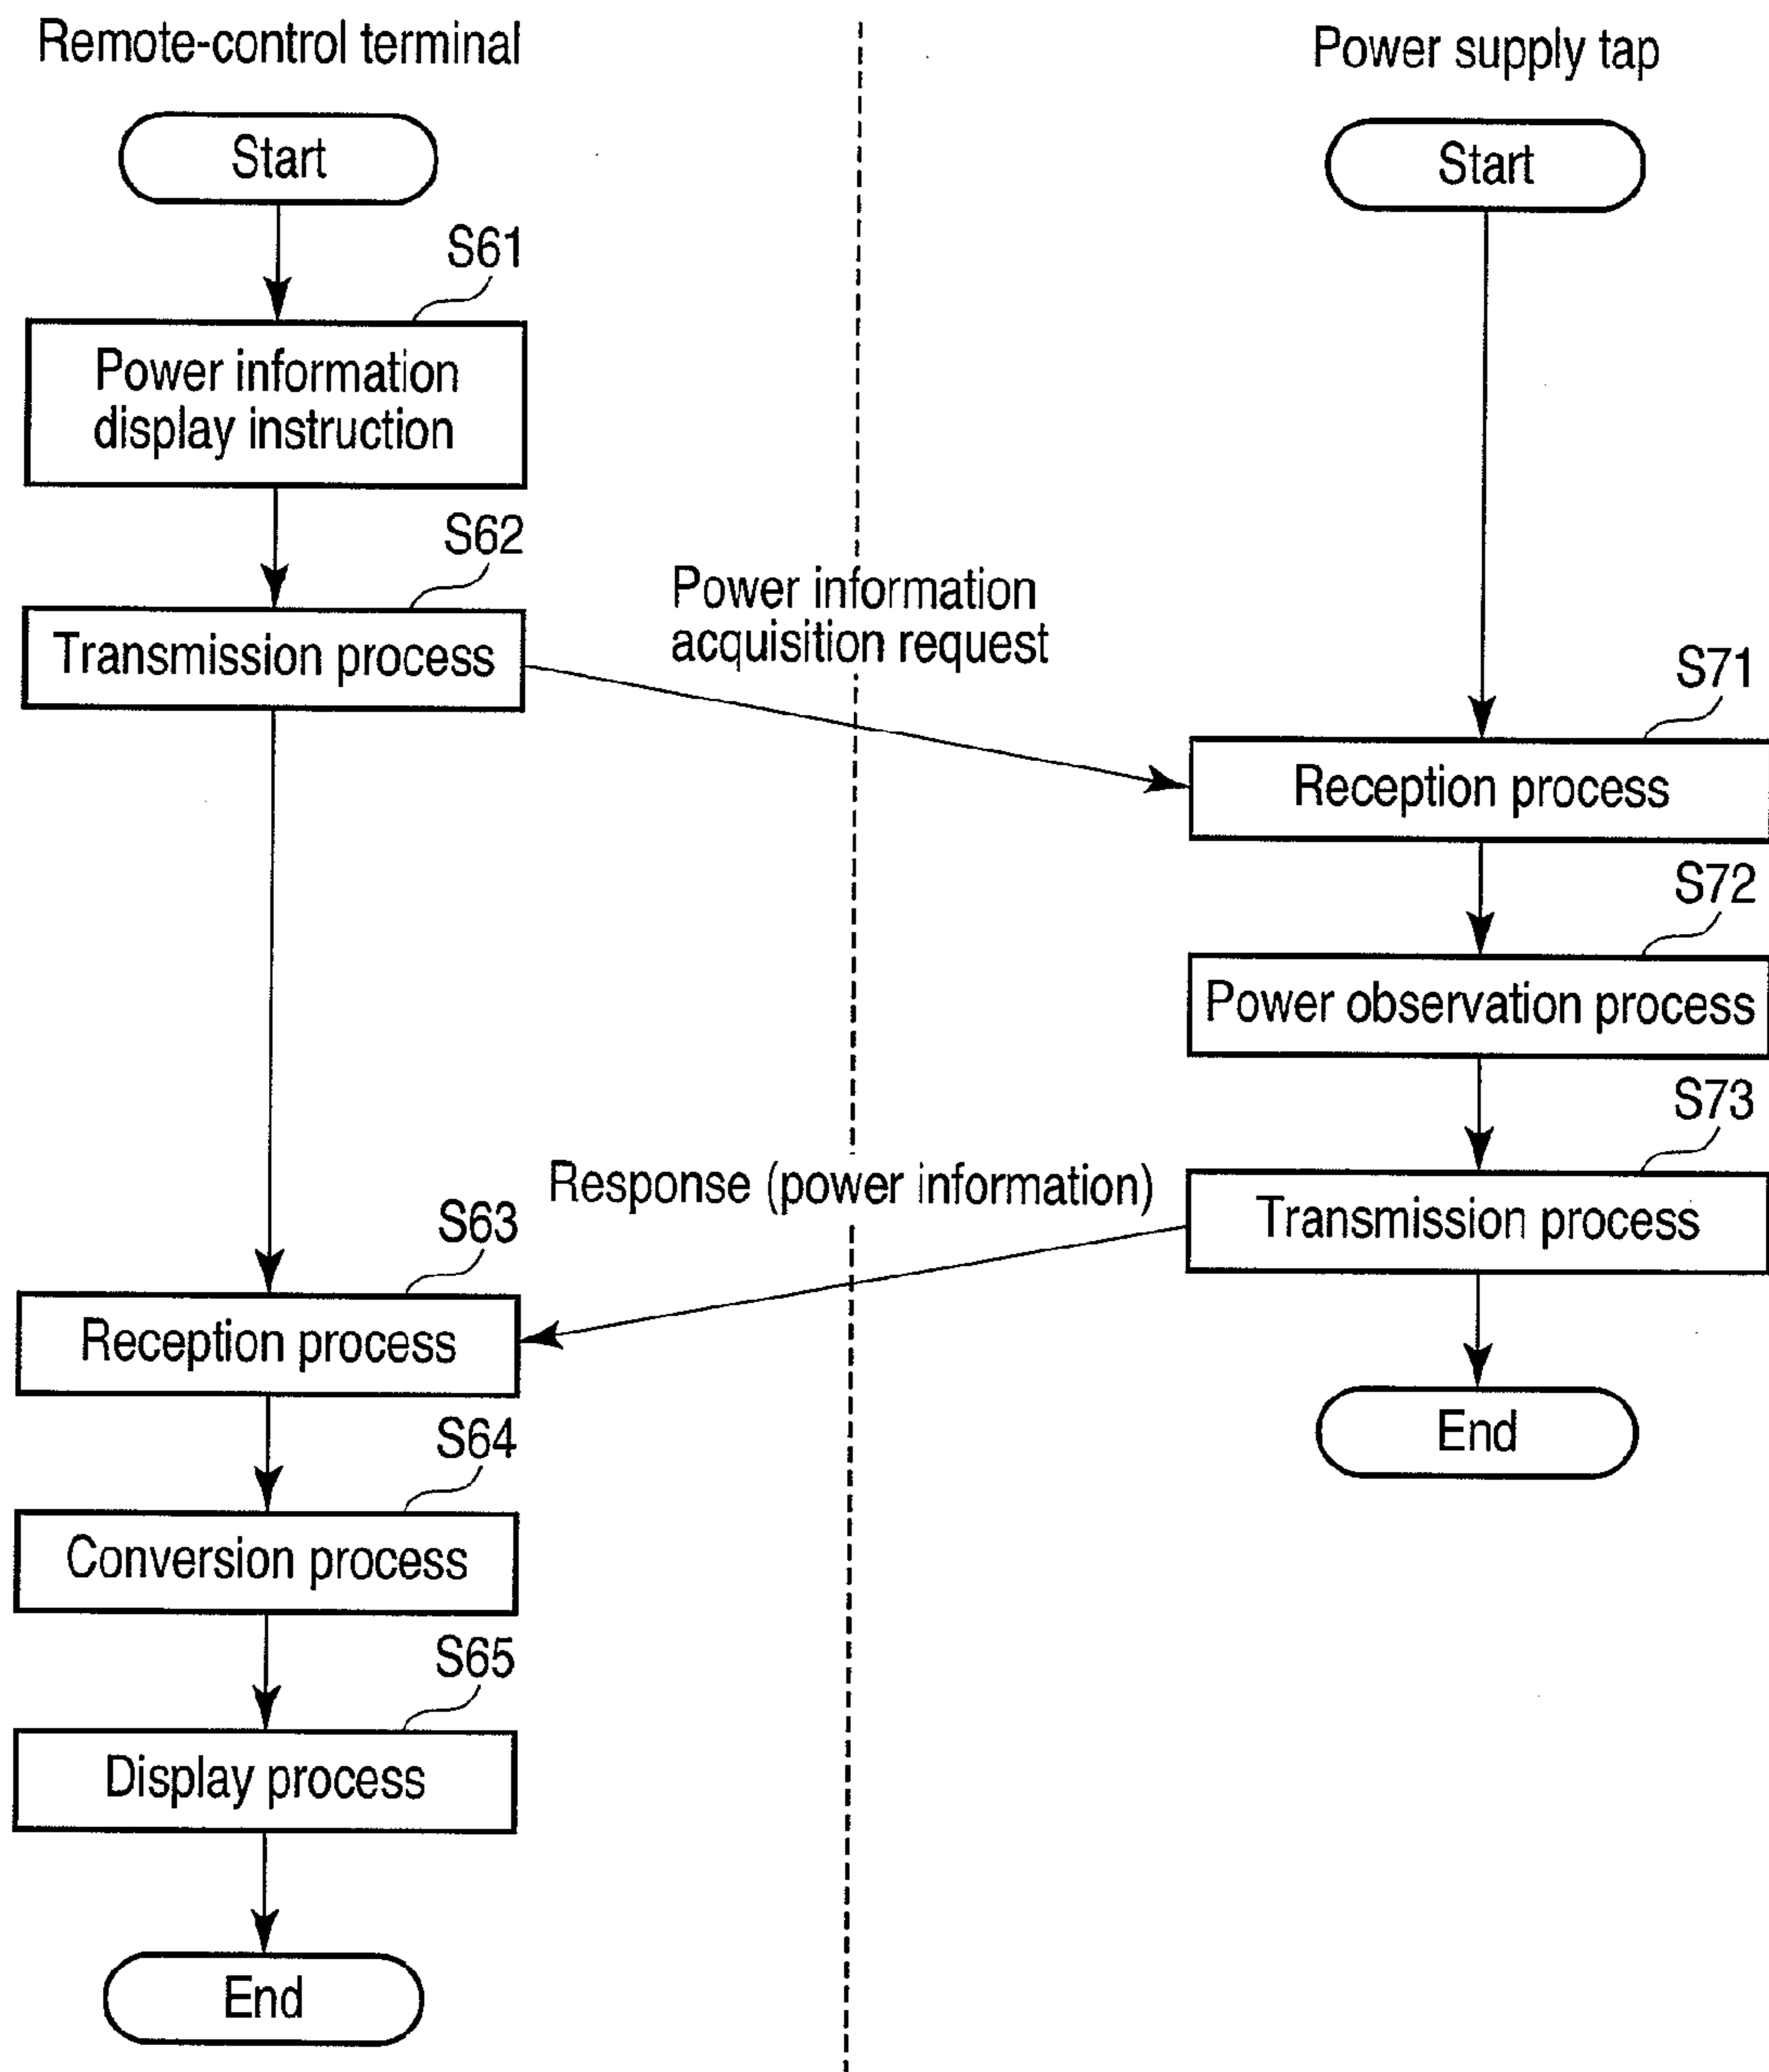 Remote-control terminal
Power supply tap
Start
Start
S61
Power information
display instruction
S62
Transmission process
Power information
acquisition request
S71
Reception process
S72
Power observation process
S73
Response (power information)
Transmission process
S63
Reception process
End
S64
Conversion process
S65
Display process
End